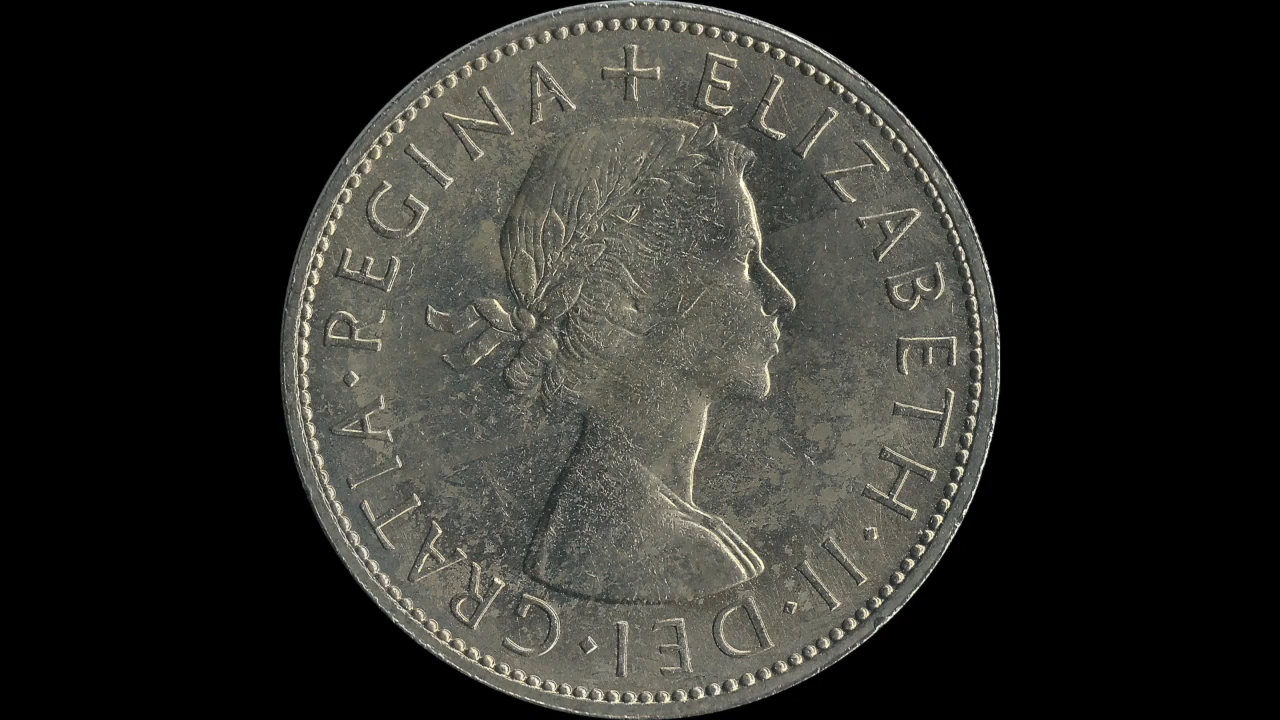 + ELIZABETH · II · DEI · GRATIA · REGINA